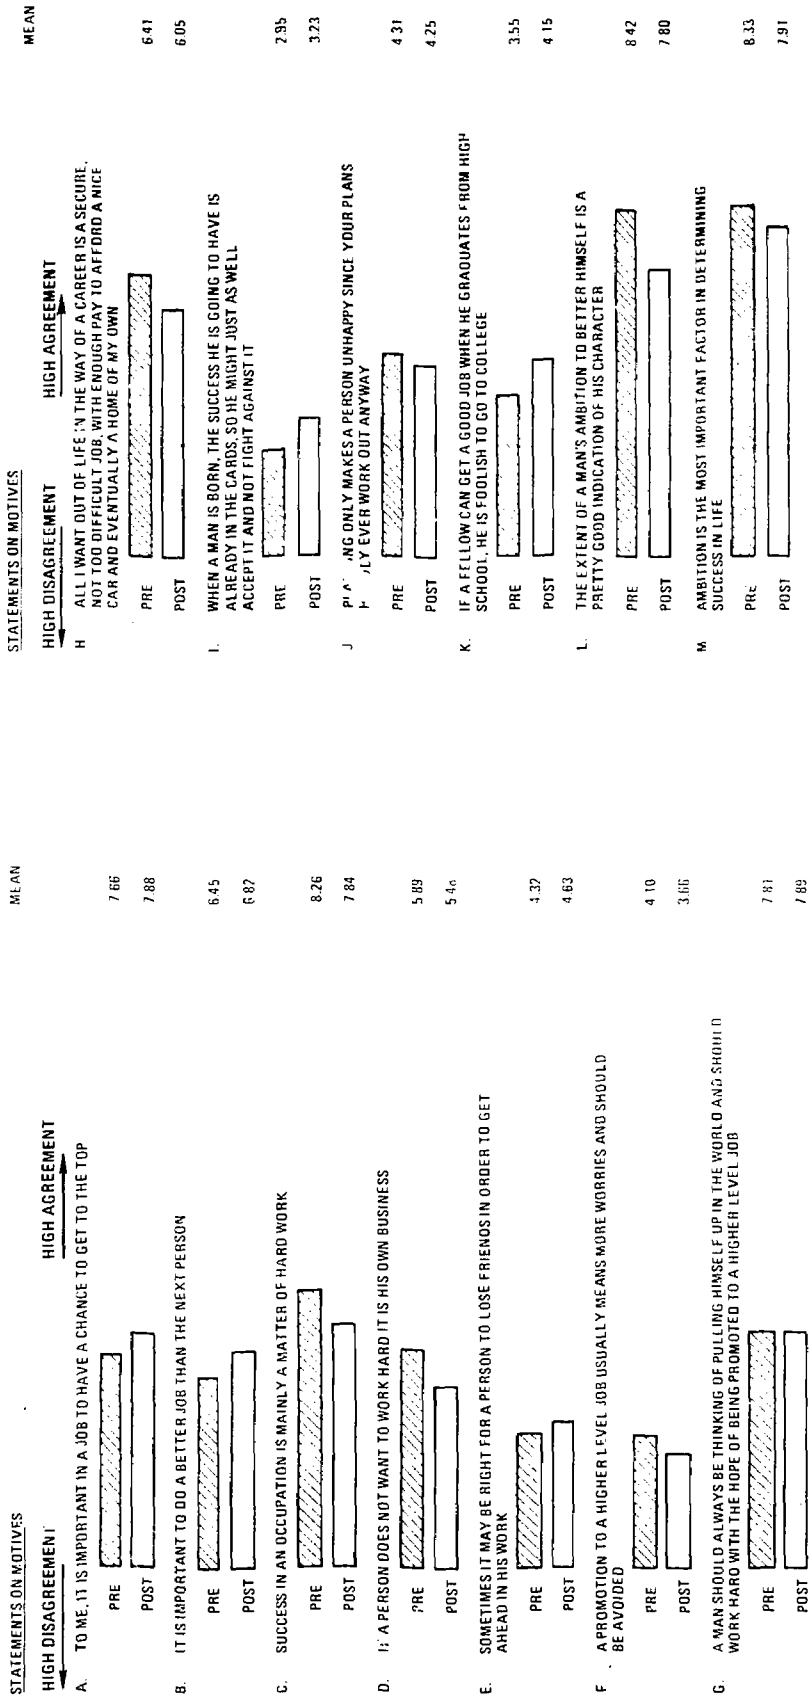 STATEMENTS ON MOTIVES
HIGH DISAGREEMENT HIGH AGREEMENT MEAN
A. TO ME, IT IS IMPORTANT IN A JOB TO HAVE A CHANCE TO GET TO THE TOP
PRE 7 66
POST 7.88
B. IT IS IMPORTANT TO DO A BETTER JOB THAN THE NEXT PERSON
PRE 6.45
POST 6 82
C. SUCCESS IN AN OCCUPATION IS MAINLY A MATTER OF HARD WORK
PRE 8.26
POST 7.84
D. IF A PERSON DOES NOT WANT TO WORK HARD IT IS HIS OWN BUSINESS
PRE 5 89
POST
E. SOMETIMES IT MAY BE RIGHT FOR A PERSON TO LOSE FRIENDS IN ORDER TO GET
AHEAD IN HIS WORK
PRE 4.32
POST 4.63
F A PROMOTION TO A HIGHER LEVEL JOB USUALLY MEANS MORE WORRIES AND SHOULD
BE AVOIDED
PRE 4 10
POST 3.66
G. A MAN SHOULD ALWAYS BE THINKING OF PULLING HIMSELF UP IN THE WORLD AND SHOULD
WORK HARD WITH THE HOPE OF BEING PROMOTED TO A HIGHER LEVEL JOB
PRE 7 81
POST 7 89
STATEMENTS ON MOTIVES
HIGH DISAGREEMENT HIGH AGREEMENT MEAN
H ALL I WANT OUT OF LIFE IN THE WAY OF A CAREER IS A SECURE,
NOT TOO DIFFICULT JOB, WITH ENOUGH PAY TO AFFORD A NICE
CAR AND EVENTUALLY A HOME OF MY OWN
PRE 6.41
POST 6.05
I. WHEN A MAN IS BORN, THE SUCCESS HE IS GOING TO HAVE IS
ALREADY IN THE CARDS, SO HE MIGHT JUST AS WELL
ACCEPT IT AND NOT FIGHT AGAINST IT
PRE 2.95
POST 3.23
J ONLY MAKES A PERSON UNHAPPY SINCE YOUR PLANS
EVER WORK OUT ANYWAY
PRE 4 31
POST 4.25
K. IF A FELLOW CAN GET A GOOD JOB WHEN HE GRADUATES FROM HIGH
SCHOOL, HE IS FOOLISH TO GO TO COLLEGE
PRE 3.55
POST 4 15
L. THE EXTENT OF A MAN'S AMBITION TO BETTER HIMSELF IS A
PRETTY GOOD INDICATION OF HIS CHARACTER
PRE 8 42
POST 7 80
M AMBITION IS THE MOST IMPORTANT FACTOR IN DETERMINING
SUCCESS IN LIFE
PRE 8.33
POST 7.91